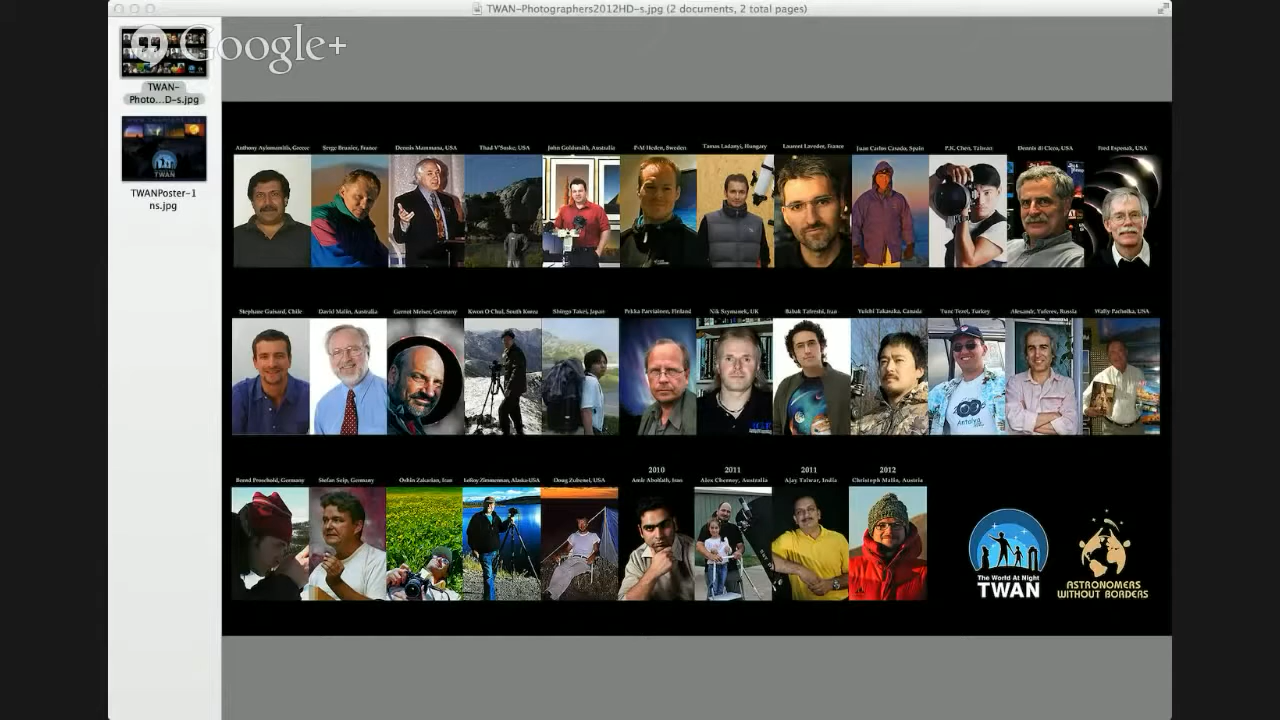 TWAN-Photographers2012HD-s.jpg (2 documents, 2 total pages)
Google+
TWAN-
Photo...D-s.jpg
TWAN
TWANPoster-1
ns.jpg
Anthony Ayiomamitis, Greece
Serge Brunier, France
Dennis Mammana, USA
Thad V'Soske, USA
John Goldsmith, Australia
P-M Heden, Sweden
Tamas Ladanyi, Hungary
Laurent Laveder, France
Juan Carlos Casado, Spain
P.K. Chen, Taiwan
Dennis di Cicco, USA
Fred Espenak, USA
Stephane Guisard, Chile
David Malin, Australia
Gernot Meiser, Germany
Kwon O Chul, South Korea
Shingo Takei, Japan
Pekka Parviainen, Finland
Nik Szymanek, UK
Babak Tafreshi, Iran
Yuichi Takasaka, Canada
Tunc Tezel, Turkey
Alexandr Yuferev, Russia
Wally Pacholka, USA
Bernd Proschold, Germany
Stefan Seip, Germany
Oshin Zakarian, Iran
LeRoy Zimmerman, Alaska-USA
Doug Zubenel, USA
2010
Amir Abolfath, Iran
2011
Alex Cherney, Australia
2011
Ajay Talwar, India
2012
Christoph Malin, Austria
Antalya
The World At Night
TWAN
ASTRONOMERS
WITHOUT BORDERS